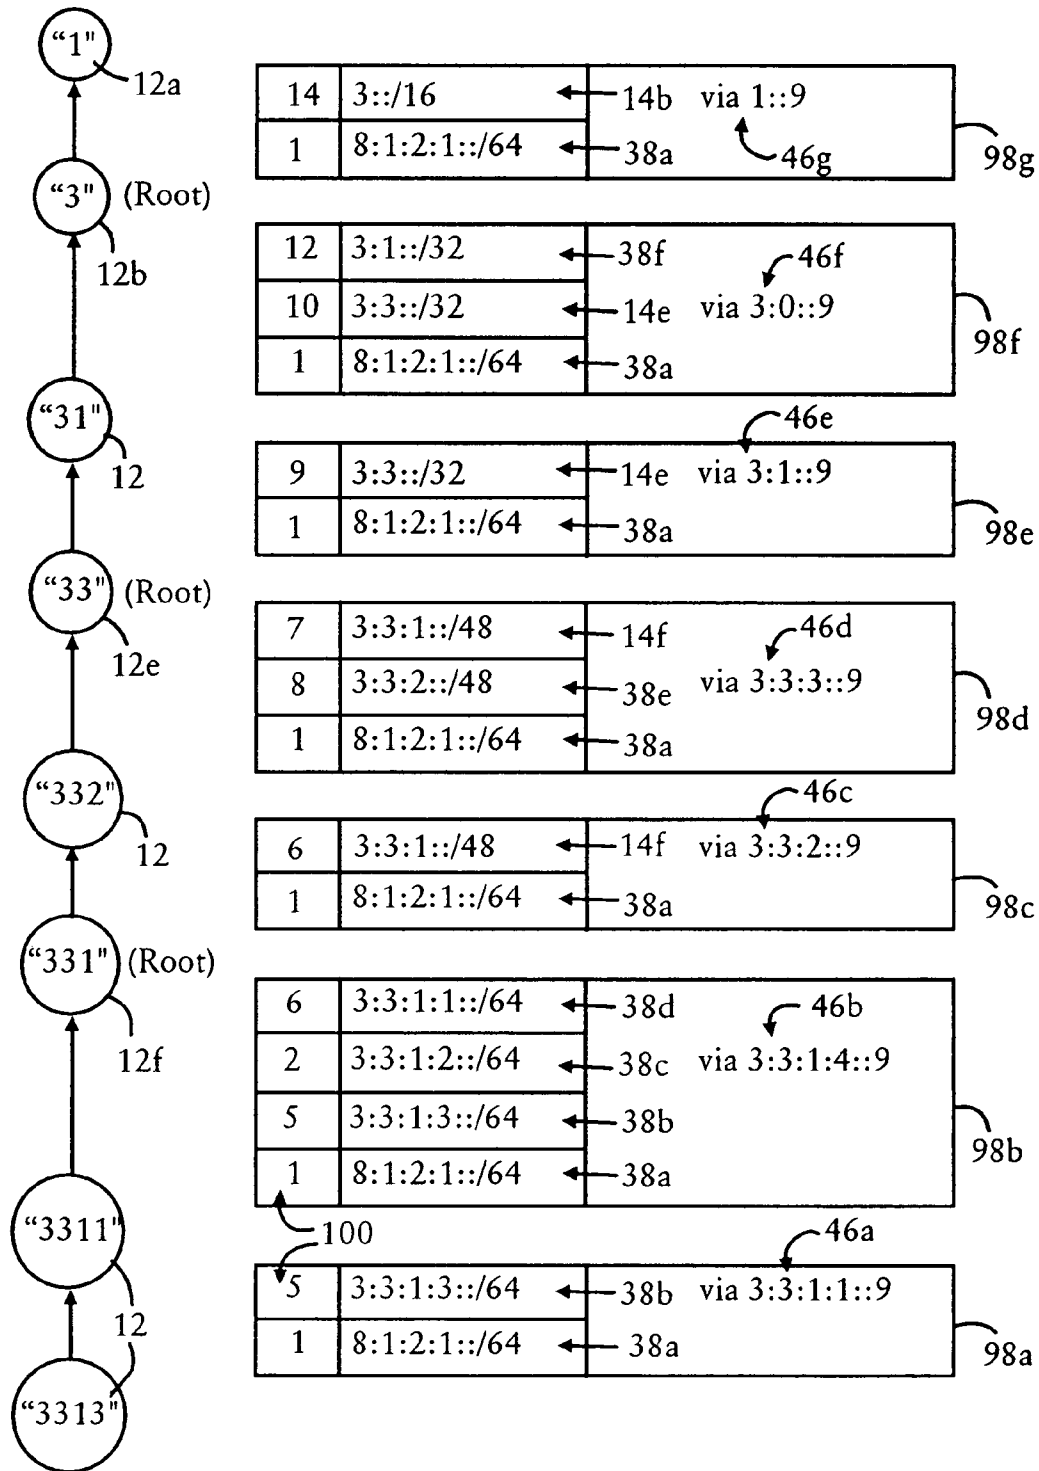 “1"
12a
14 3::/16 14b via 1::9
1 8:1:2:1::/64 38a 46g
98g
“3" (Root)
12b
12 3:1::/32 38f 46f
10 3:3::/32 14e via 3:0::9
1 8:1:2:1::/64 38a
98f
“31"
12
46e
9 3:3::/32 14e via 3:1::9
1 8:1:2:1::/64 38a
98e
“33" (Root)
12e
7 3:3:1::/48 14f 46d
8 3:3:2::/48 38e via 3:3:3::9
1 8:1:2:1::/64 38a
98d
“332"
12
46c
6 3:3:1::/48 14f via 3:3:2::9
1 8:1:2:1::/64 38a
98c
“331" (Root)
12f
6 3:3:1:1::/64 38d 46b
2 3:3:1:2::/64 38c via 3:3:1:4::9
5 3:3:1:3::/64 38b
1 8:1:2:1::/64 38a
98b
“3311"
100
46a
5 3:3:1:3::/64 38b via 3:3:1:1::9
12
1 8:1:2:1::/64 38a
98a
“3313"